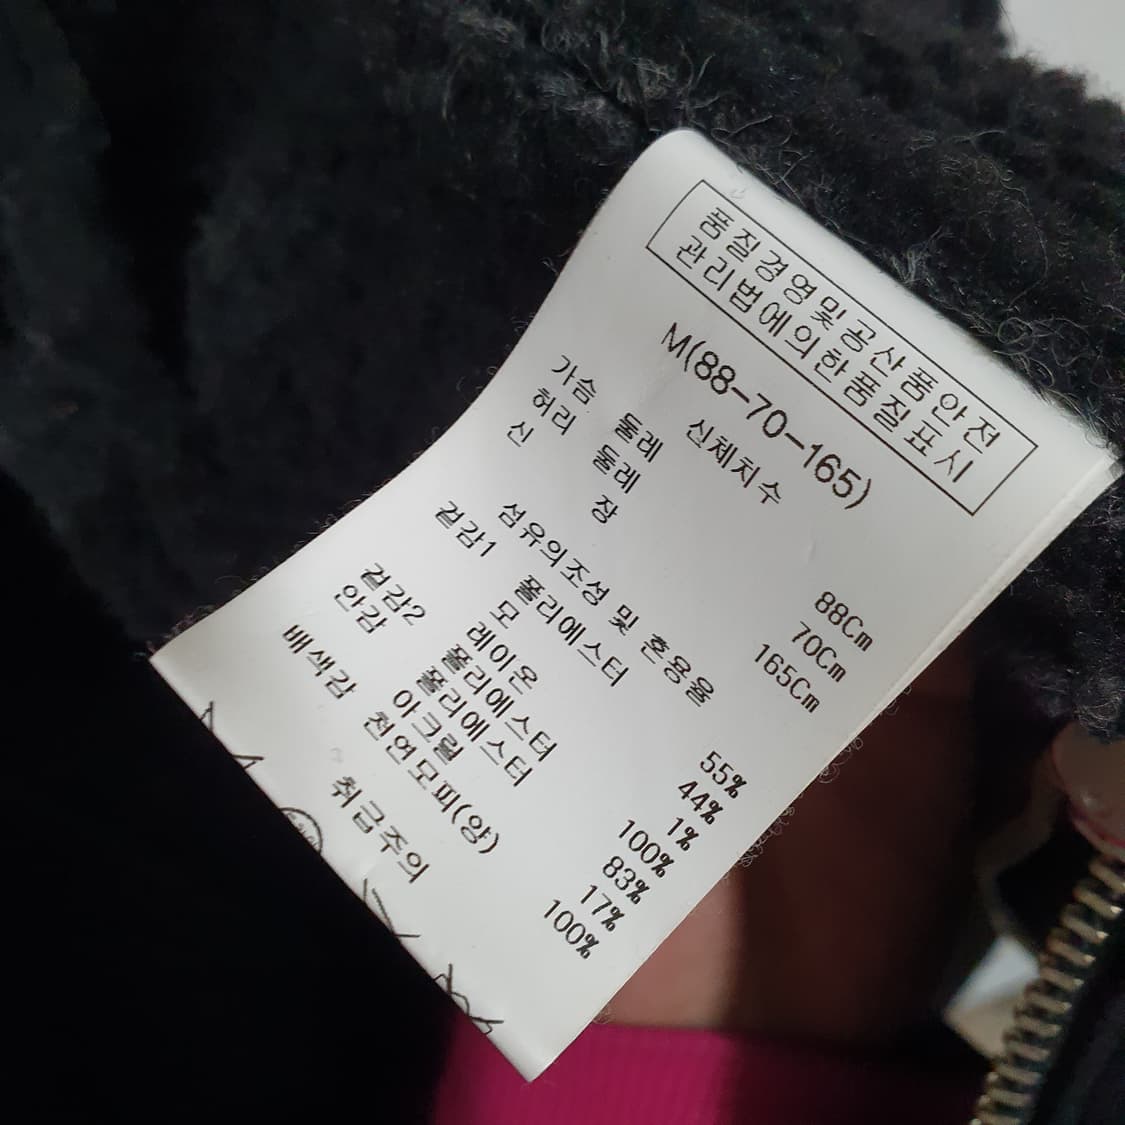 품질경영및공산품안전
관리법에의한품질표시
M(88-70-165)
신체치수
가슴 둘레 88Cm
허리 둘레 70Cm
신 장 165Cm
섬유의조성 및 혼용율
겉감1 폴리에스터 55%
모 44%
레이온 1%
겉감2 폴리에스터 100%
안감 폴리에스터 83%
아크릴 17%
배색감 천연모피(양) 100%
취급주의